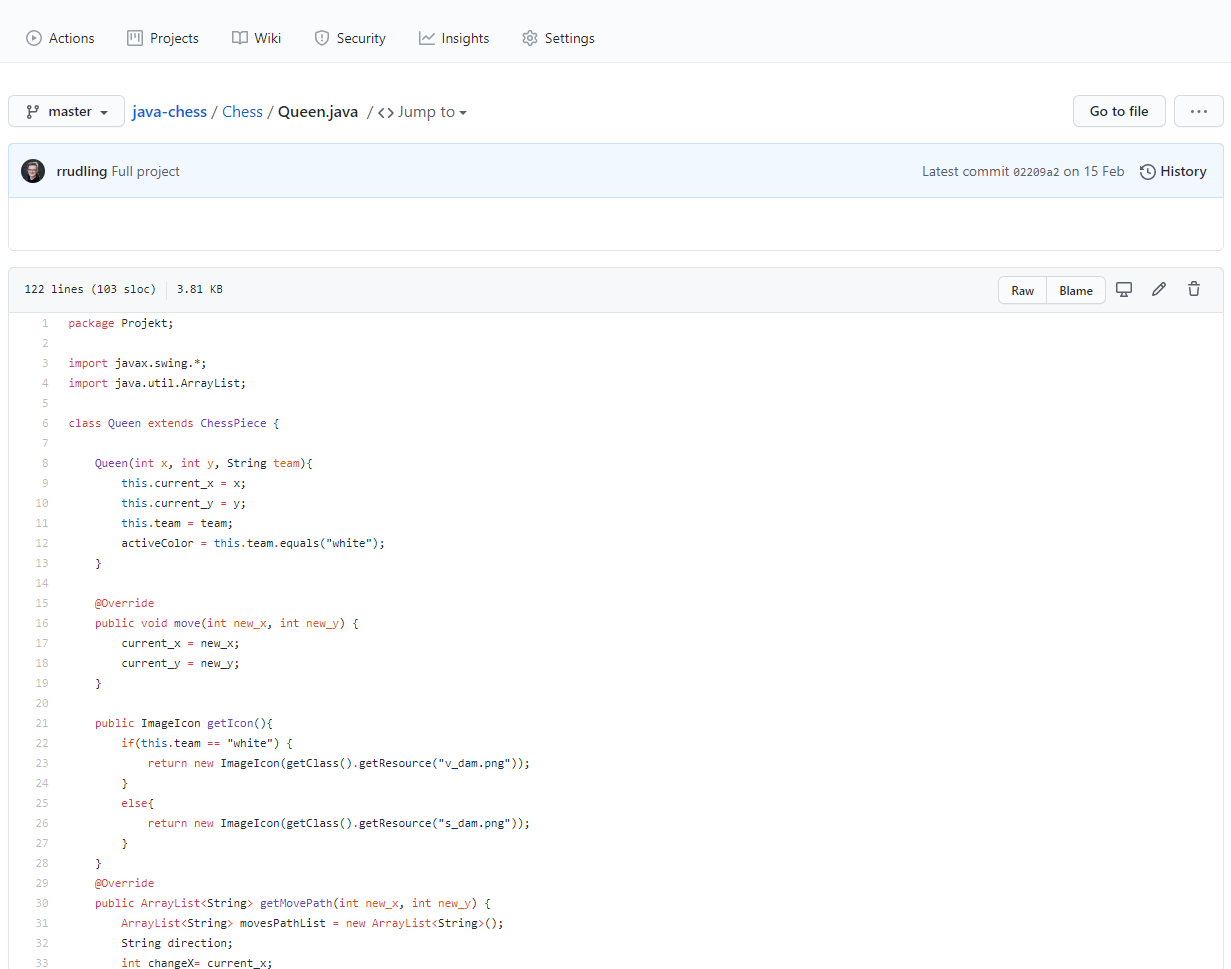 Actions Projects Wiki Security Insights Settings
master java-chess / Chess / Queen.java / <> Jump to Go to file ...
rrudling Full project Latest commit 02209a2 on 15 Feb History
122 lines (103 sloc) 3.81 KB Raw Blame
1 package Projekt;
2
3 import javax.swing.*;
4 import java.util.ArrayList;
5
6 class Queen extends ChessPiece {
7
8 Queen(int x, int y, String team){
9 this.current_x = x;
10 this.current_y = y;
11 this.team = team;
12 activeColor = this.team.equals("white");
13 }
14
15 @Override
16 public void move(int new_x, int new_y) {
17 current_x = new_x;
18 current_y = new_y;
19 }
20
21 public ImageIcon getIcon(){
22 if(this.team == "white") {
23 return new ImageIcon(getClass().getResource("v_dam.png"));
24 }
25 else{
26 return new ImageIcon(getClass().getResource("s_dam.png"));
27 }
28 }
29 @Override
30 public ArrayList<String> getMovePath(int new_x, int new_y) {
31 ArrayList<String> movesPathList = new ArrayList<String>();
32 String direction;
33 int changeX= current_x;